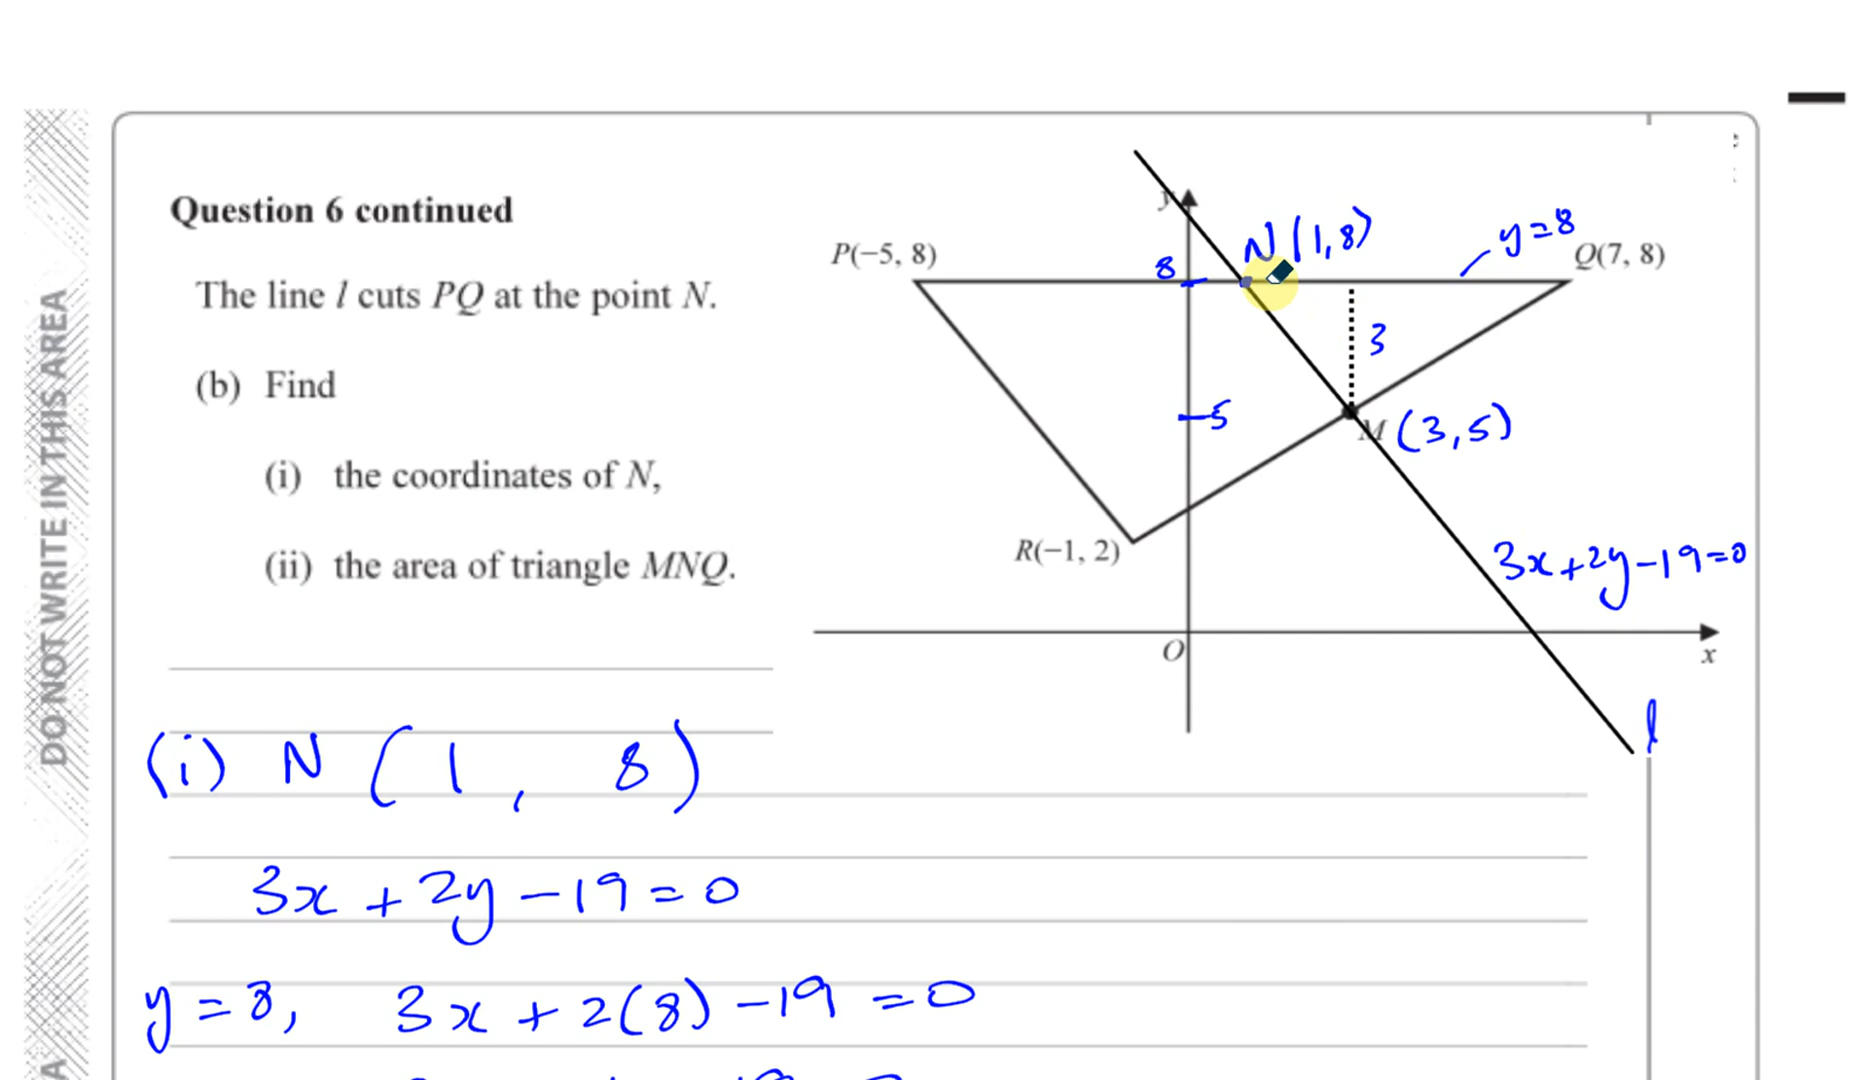 DO NOT WRITE IN THIS AREA
Question 6 continued
The line l cuts PQ at the point N.
(b) Find
(i) the coordinates of N,
(ii) the area of triangle MNQ.
y
P(−5, 8)
8
N(1,8)
y=8
Q(7, 8)
3
5
M (3,5)
R(−1, 2)
3x+2y-19=0
O
x
l
(i) N ( 1 , 8)
3x + 2y - 19 = 0
y = 8, 3x + 2(8) - 19 = 0